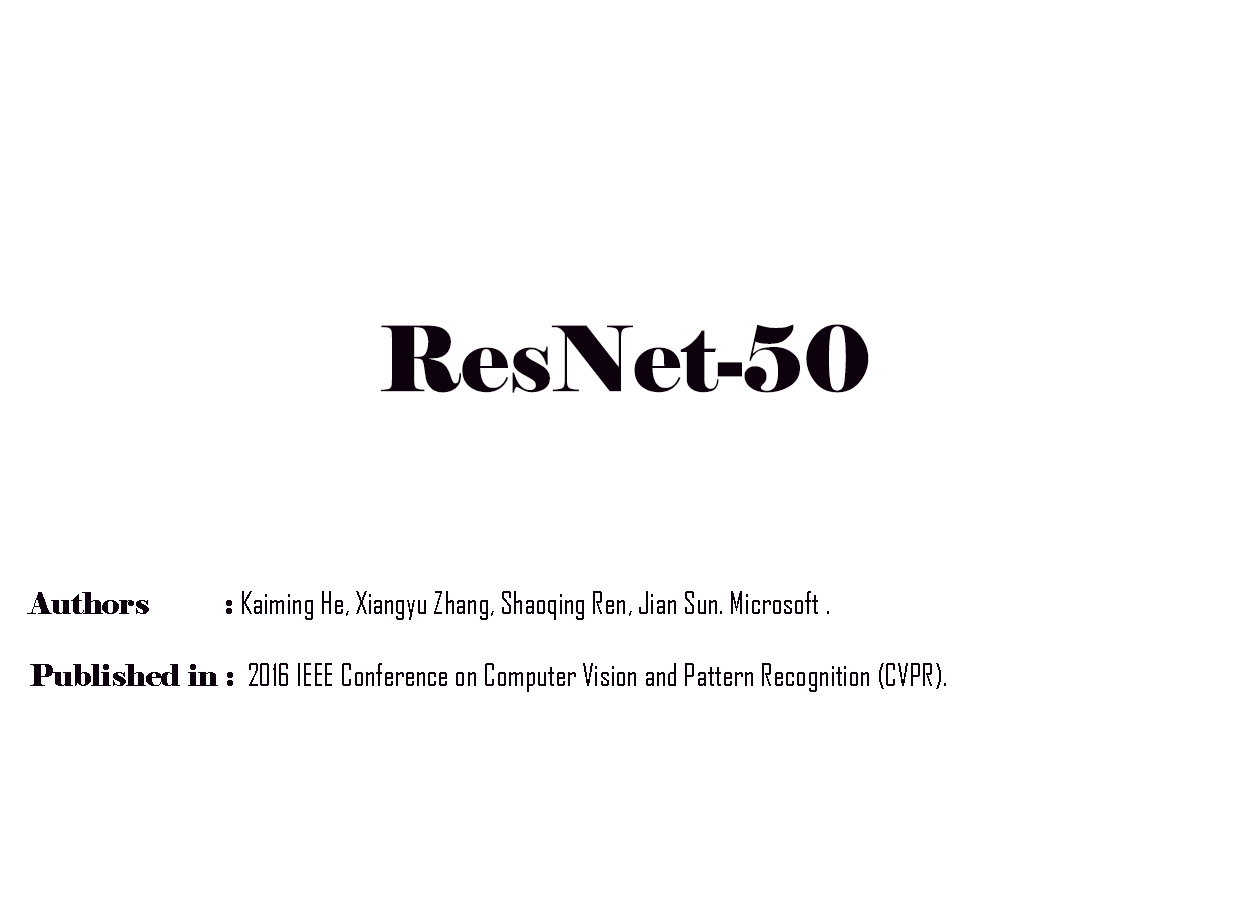 ResNet-50
Authors : Kaiming He, Xiangyu Zhang, Shaoqing Ren, Jian Sun. Microsoft .
Published in : 2016 IEEE Conference on Computer Vision and Pattern Recognition (CVPR).